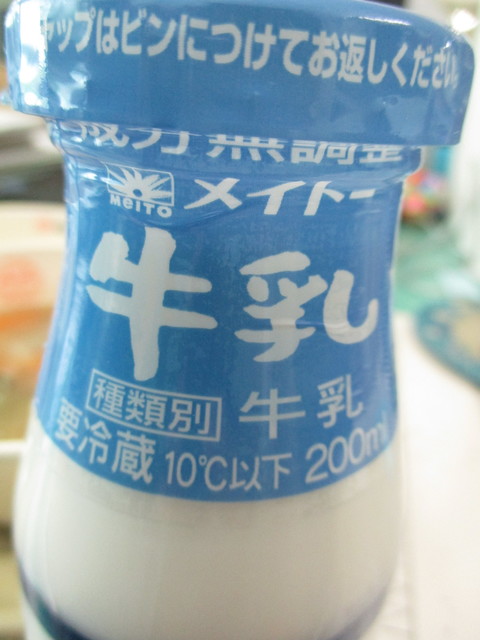 キャップはビンにつけてお返しください
成分無調整
MEITO メイトー
牛乳
種類別 牛乳
要冷蔵 10℃以下 200ml